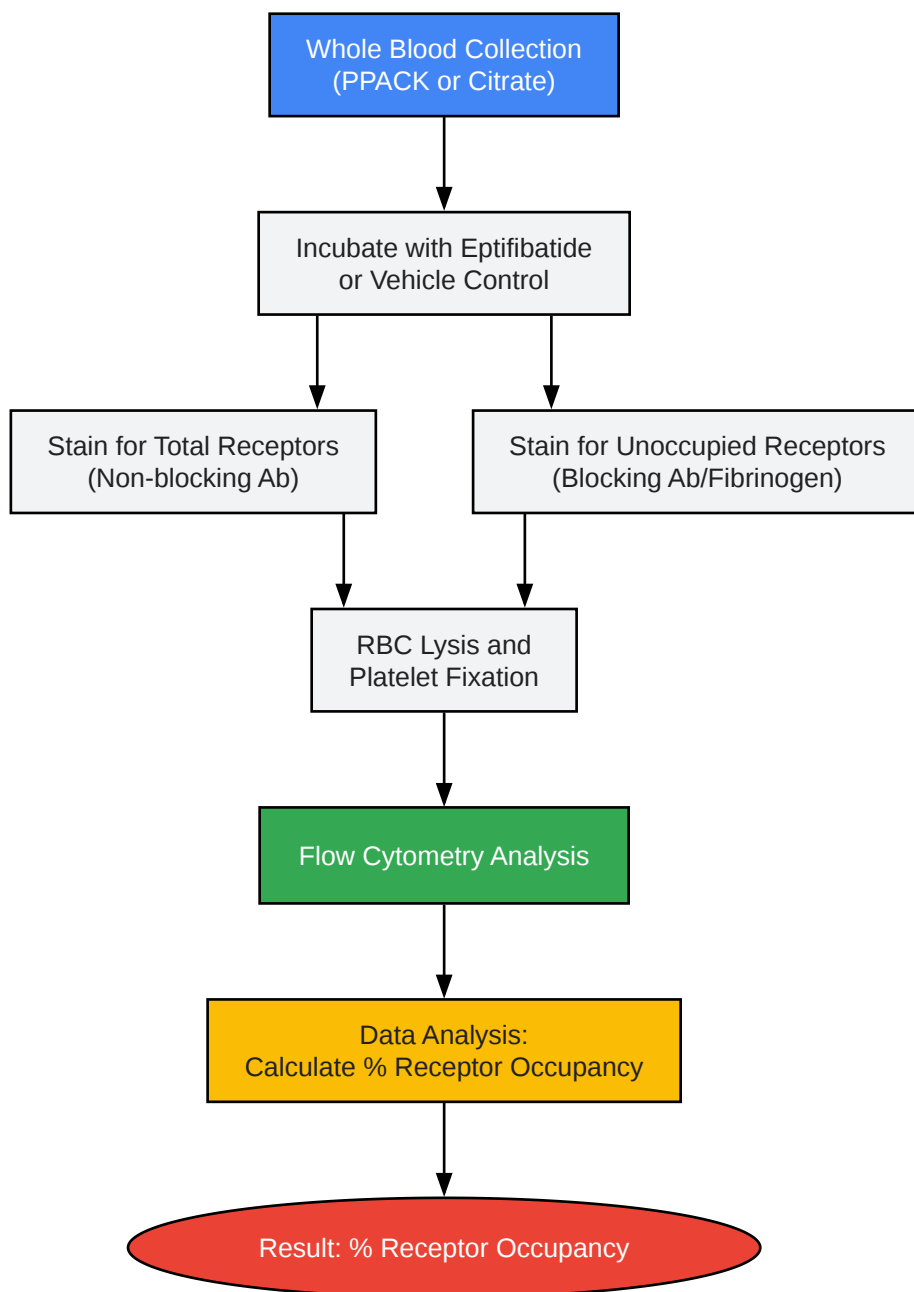 Whole Blood Collection
(PPACK or Citrate)
Incubate with Eptifibatide
or Vehicle Control
Stain for Total Receptors
(Non-blocking Ab)
Stain for Unoccupied Receptors
(Blocking Ab/Fibrinogen)
RBC Lysis and
Platelet Fixation
Flow Cytometry Analysis
Data Analysis:
Calculate % Receptor Occupancy
Result: % Receptor Occupancy